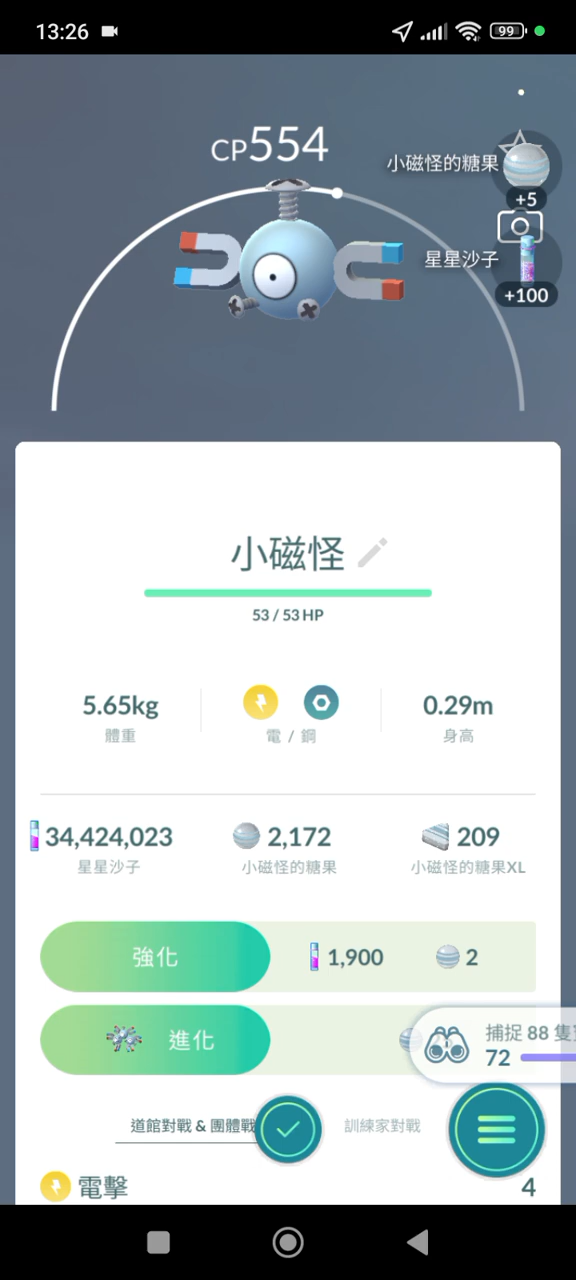 13:26
99
CP554
小磁怪的糖果
+5
星星沙子
+100
小磁怪
53 / 53 HP
5.65kg
0.29m
體重
電 / 鋼
身高
34,424,023
2,172
209
星星沙子
小磁怪的糖果
小磁怪的糖果XL
強化
1,900
2
進化
捕捉 88 隻
72
道館對戰 & 團體戰
訓練家對戰
電擊
4